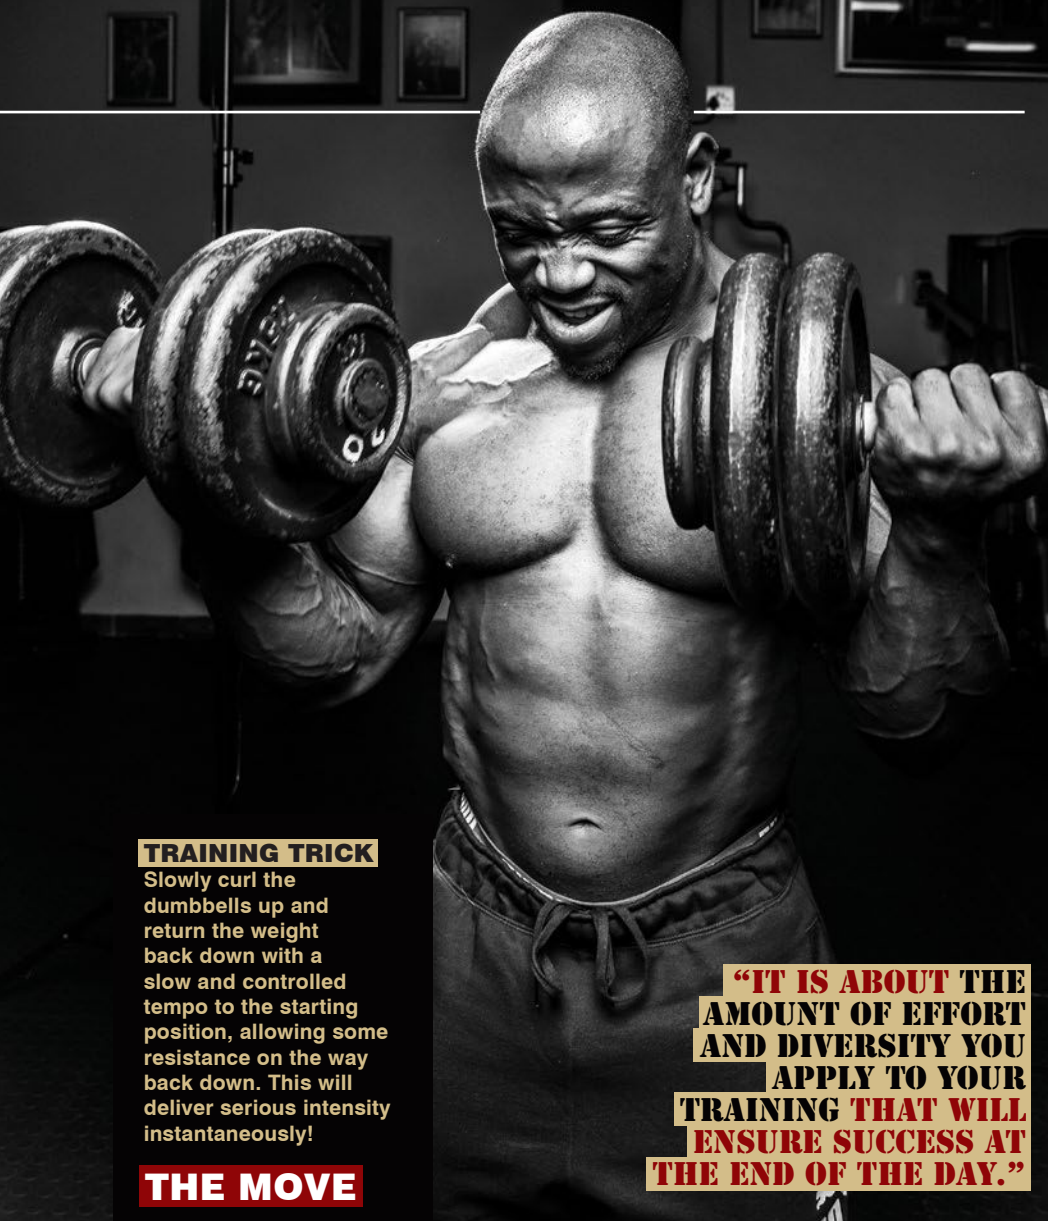 TRAINING TRICK
Slowly curl the
dumbbells up and
return the weight
back down with a
slow and controlled
tempo to the starting
position, allowing some
resistance on the way
back down. This will
deliver serious intensity
instantaneously!
THE MOVE
“IT IS ABOUT THE
AMOUNT OF EFFORT
AND DIVERSITY YOU
APPLY TO YOUR
TRAINING THAT WILL
ENSURE SUCCESS AT
THE END OF THE DAY.”